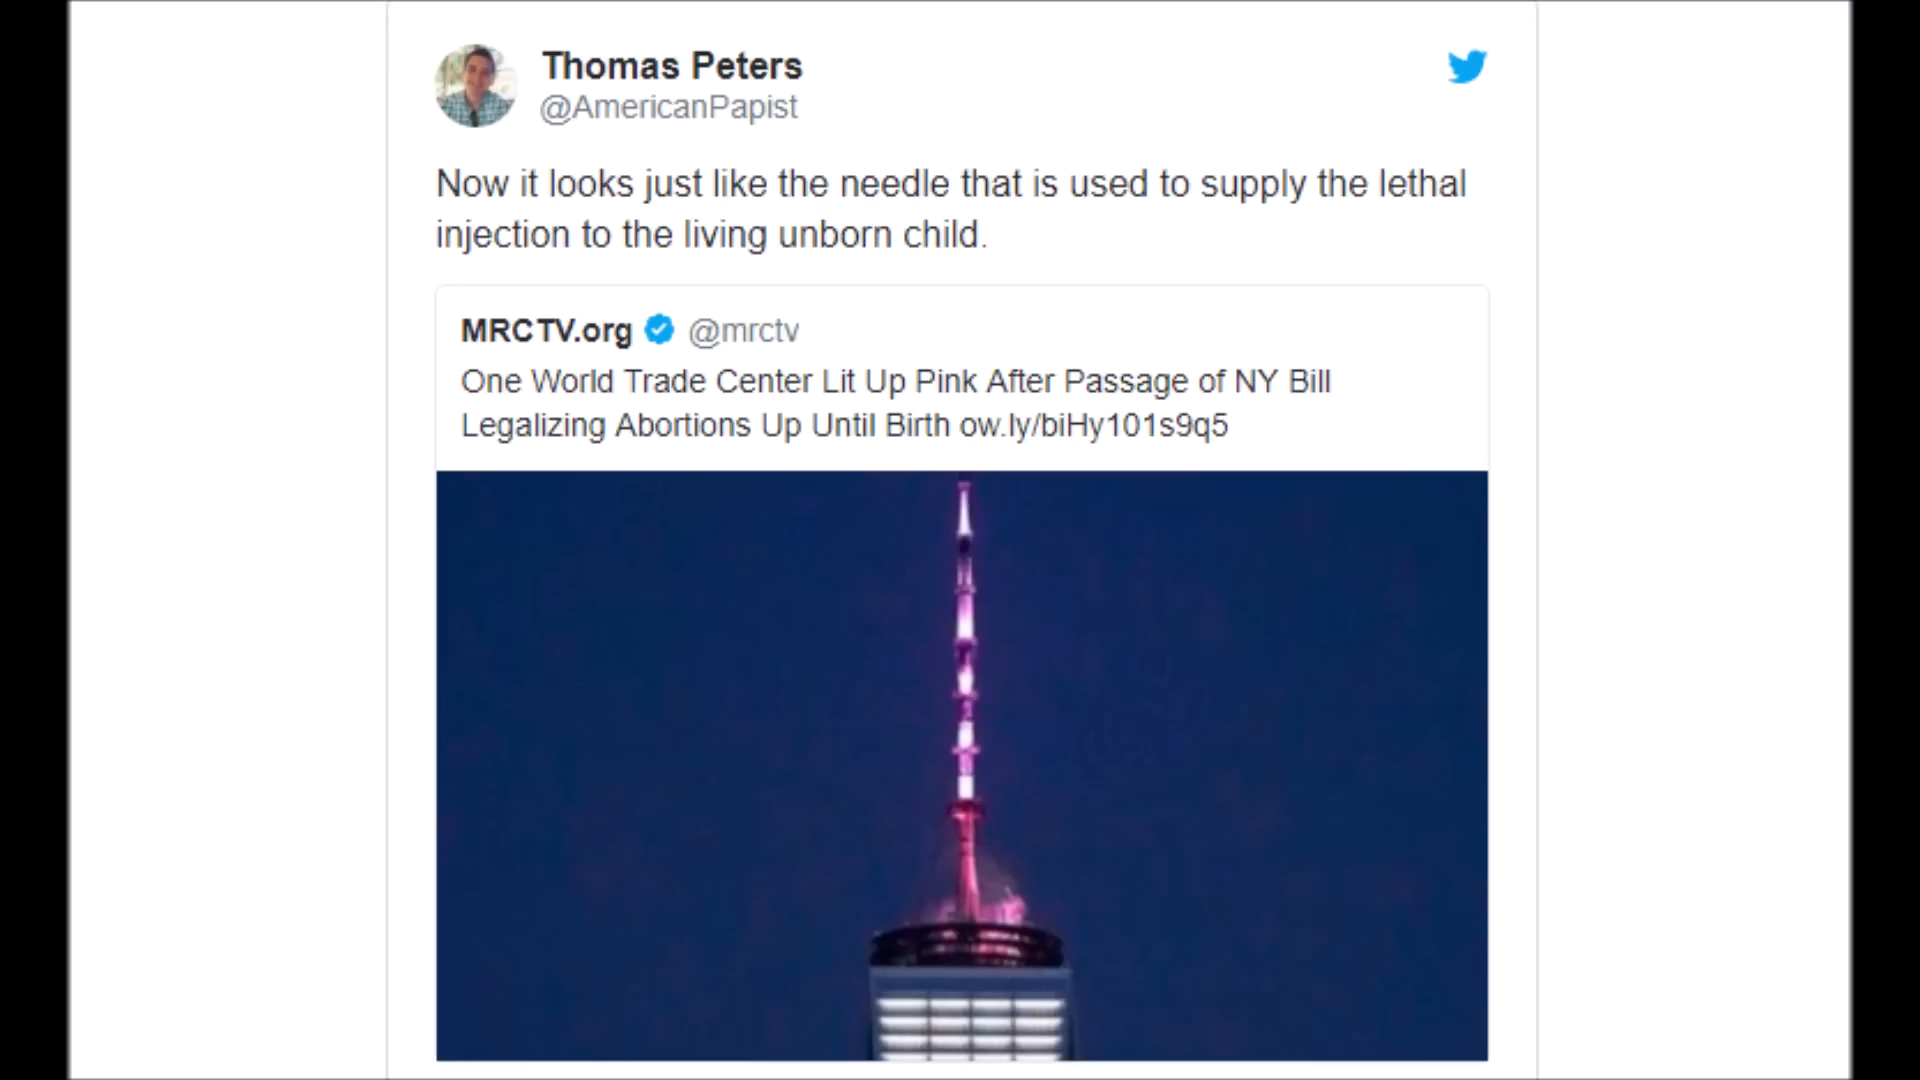 Thomas Peters
@AmericanPapist
Now it looks just like the needle that is used to supply the lethal
injection to the living unborn child.
MRCTV.org @mrctv
One World Trade Center Lit Up Pink After Passage of NY Bill
Legalizing Abortions Up Until Birth ow.ly/biHy101s9q5